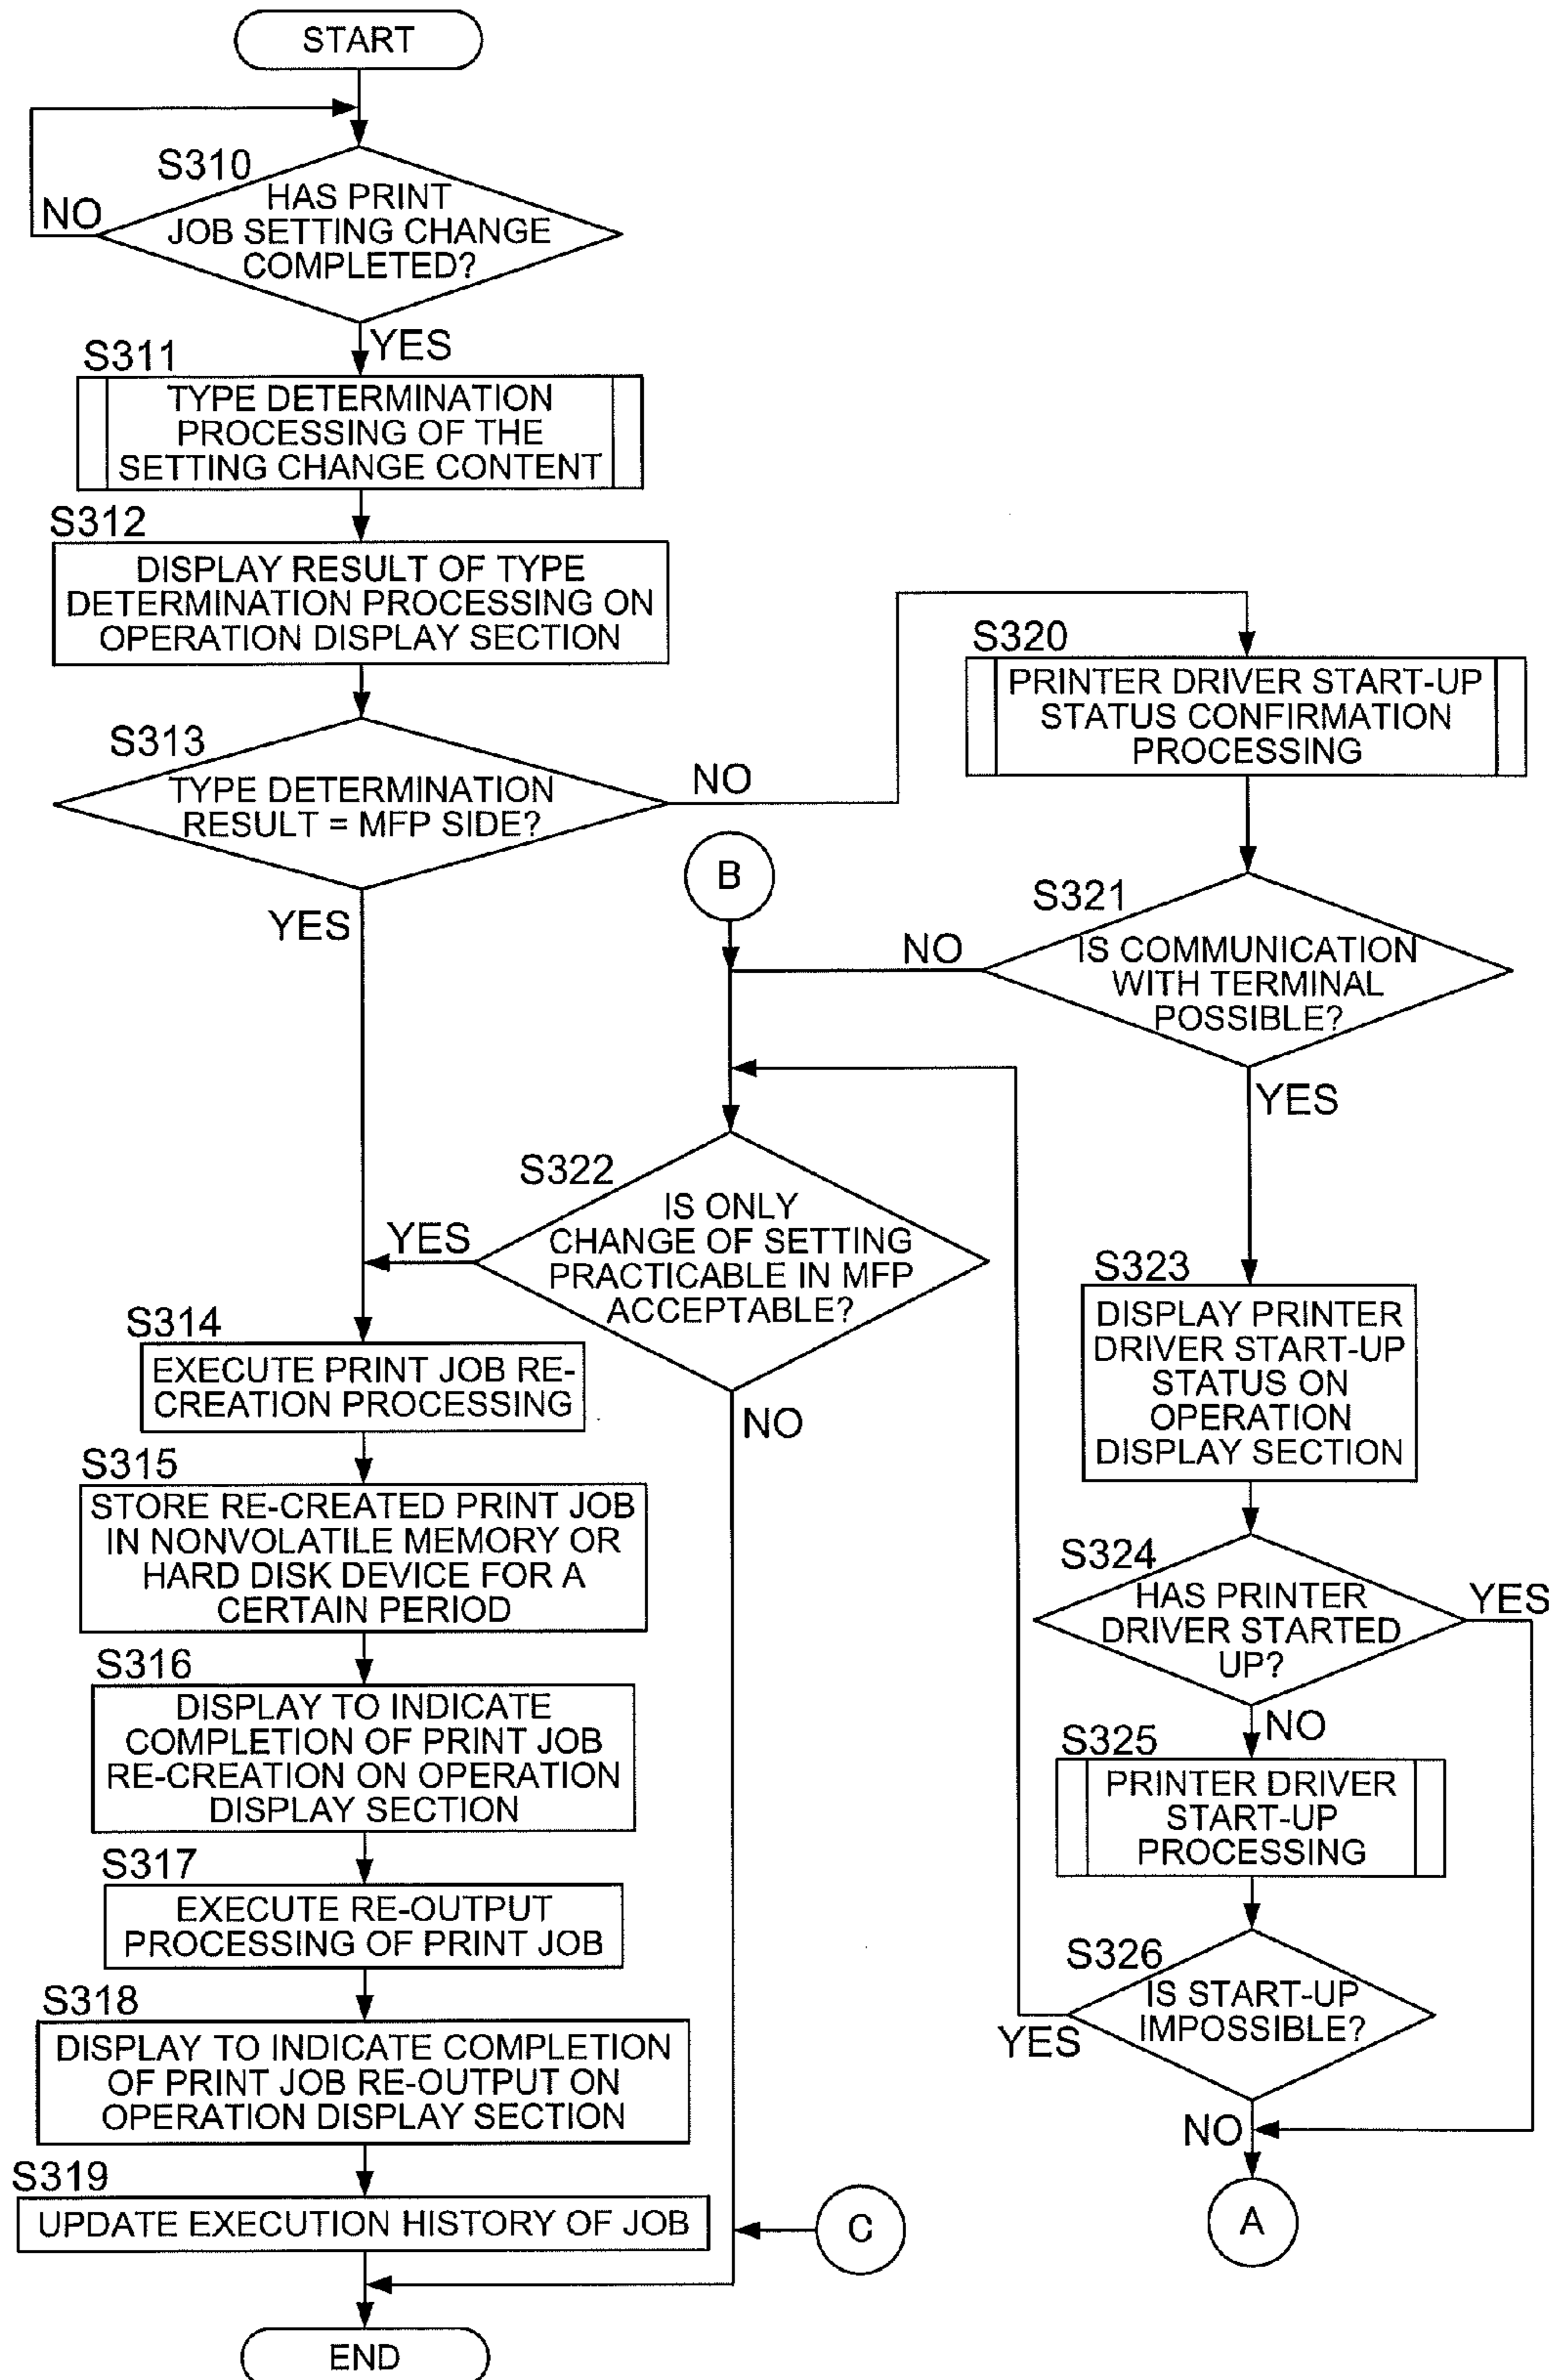 START
S310
HAS PRINT
JOB SETTING CHANGE
COMPLETED?
NO
YES
S311
TYPE DETERMINATION
PROCESSING OF THE
SETTING CHANGE CONTENT
S312
DISPLAY RESULT OF TYPE
DETERMINATION PROCESSING ON
OPERATION DISPLAY SECTION
S313
TYPE DETERMINATION
RESULT = MFP SIDE?
NO
YES
S314
EXECUTE PRINT JOB RE-
CREATION PROCESSING
S315
STORE RE-CREATED PRINT JOB
IN NONVOLATILE MEMORY OR
HARD DISK DEVICE FOR A
CERTAIN PERIOD
S316
DISPLAY TO INDICATE
COMPLETION OF PRINT JOB
RE-CREATION ON OPERATION
DISPLAY SECTION
S317
EXECUTE RE-OUTPUT
PROCESSING OF PRINT JOB
S318
DISPLAY TO INDICATE COMPLETION
OF PRINT JOB RE-OUTPUT ON
OPERATION DISPLAY SECTION
S319
UPDATE EXECUTION HISTORY OF JOB
END
B
S322
IS ONLY
CHANGE OF SETTING
PRACTICABLE IN MFP
ACCEPTABLE?
YES
NO
C
S320
PRINTER DRIVER START-UP
STATUS CONFIRMATION
PROCESSING
S321
IS COMMUNICATION
WITH TERMINAL
POSSIBLE?
NO
YES
S323
DISPLAY PRINTER
DRIVER START-UP
STATUS ON
OPERATION
DISPLAY SECTION
S324
HAS PRINTER
DRIVER STARTED
UP?
YES
NO
S325
PRINTER DRIVER
START-UP
PROCESSING
S326
IS START-UP
IMPOSSIBLE?
YES
NO
A